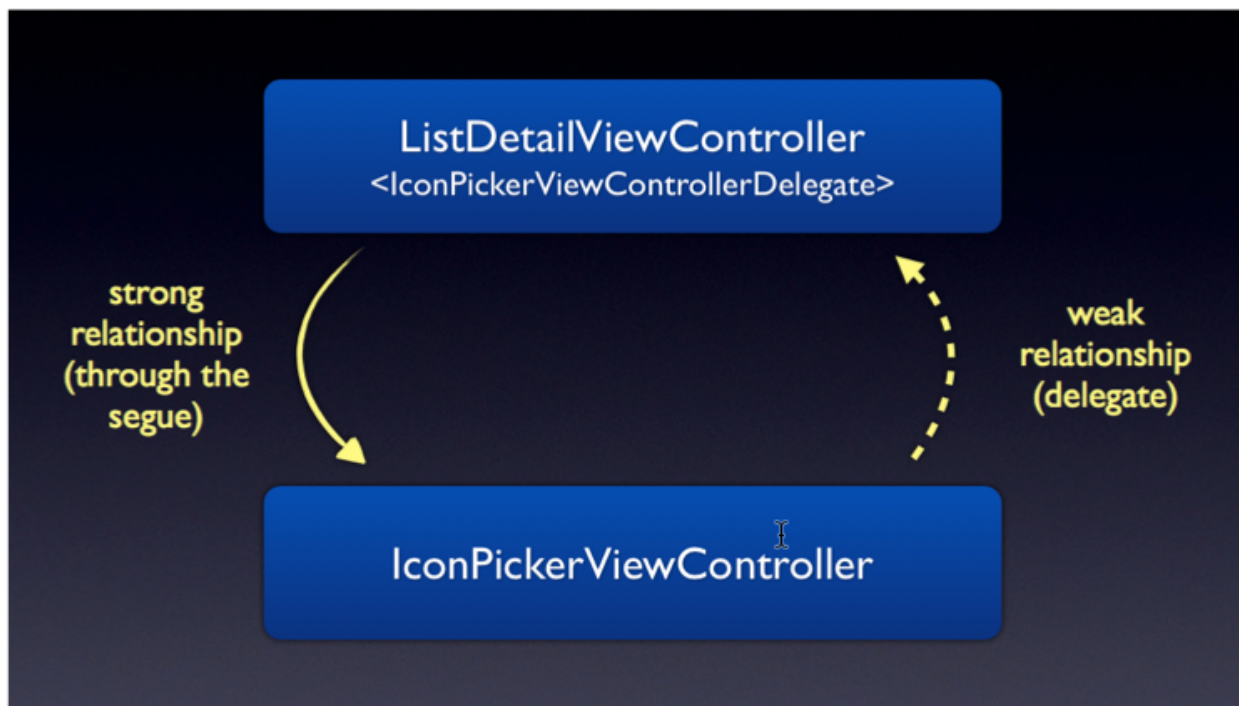 ListDetailViewController
<IconPickerViewControllerDelegate>
strong
relationship
(through the
segue)
weak
relationship
(delegate)
IconPickerViewController